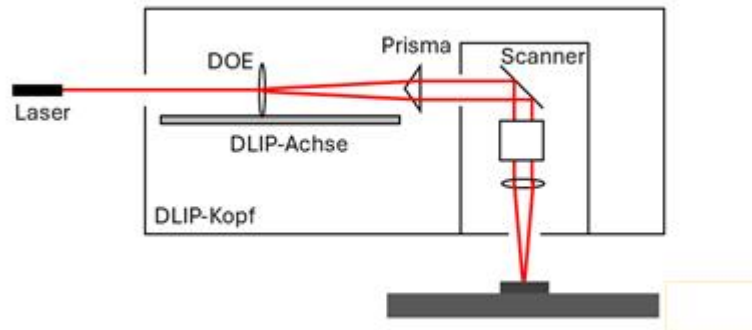 Prisma
Scanner
DOE
Laser
DLIP-Achse
DLIP-Kopf